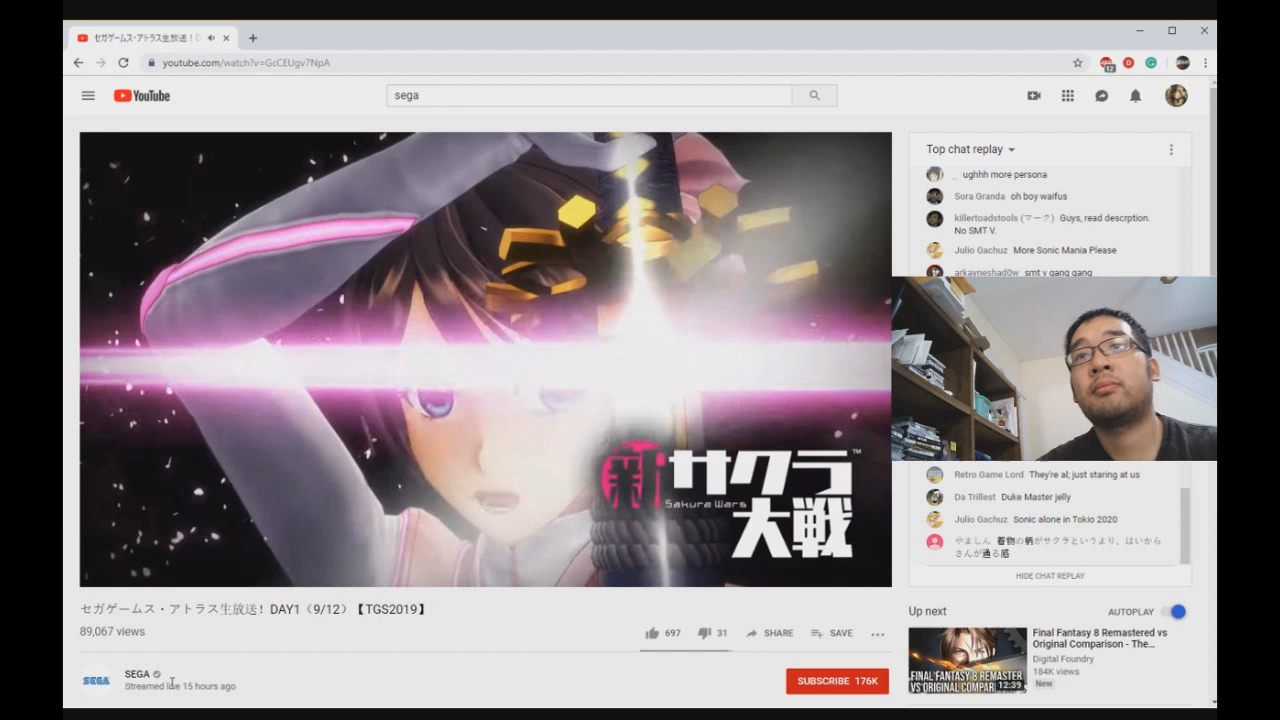 セガゲームス・アトラス生放送！D
youtube.com/watch?v=GcCEUgv7NpA
12
YouTube
sega
Top chat replay
ughhh more persona
Sora Granda oh boy waifus
killertoadstools (マーク) Guys, read descrption.
No SMT V.
Julio Gachuz More Sonic Mania Please
arkayneshad0w smt v gang gang
新サクラ大戦™
Sakura Wars
Retro Game Lord They're al; just staring at us
Da Trillest Duke Master jelly
Julio Gachuz Sonic alone in Tokio 2020
やましん 着物の柄がサクラというより、はいから
さんが通る感
HIDE CHAT REPLAY
セガゲームス・アトラス生放送！DAY1（9/12）【TGS2019】
89,067 views
697
31
SHARE
SAVE
SEGA
SEGA
Streamed live 15 hours ago
SUBSCRIBE 176K
Up next
AUTOPLAY
FINAL FANTASY 8 REMASTER
VS ORIGINAL COMPAR
12:39
Final Fantasy 8 Remastered vs
Original Comparison - The...
Digital Foundry
184K views
New